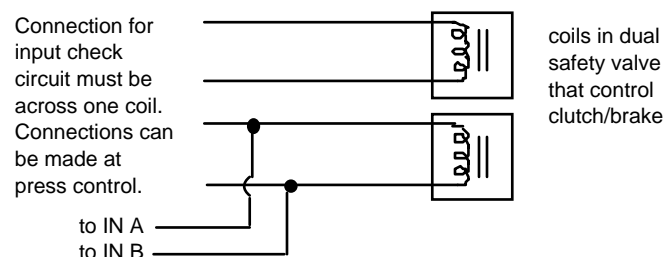 Connection for
input check
circuit must be
across one coil.
Connections can
be made at
press control.
to IN A
to IN B
coils in dual
safety valve
that control
clutch/brake